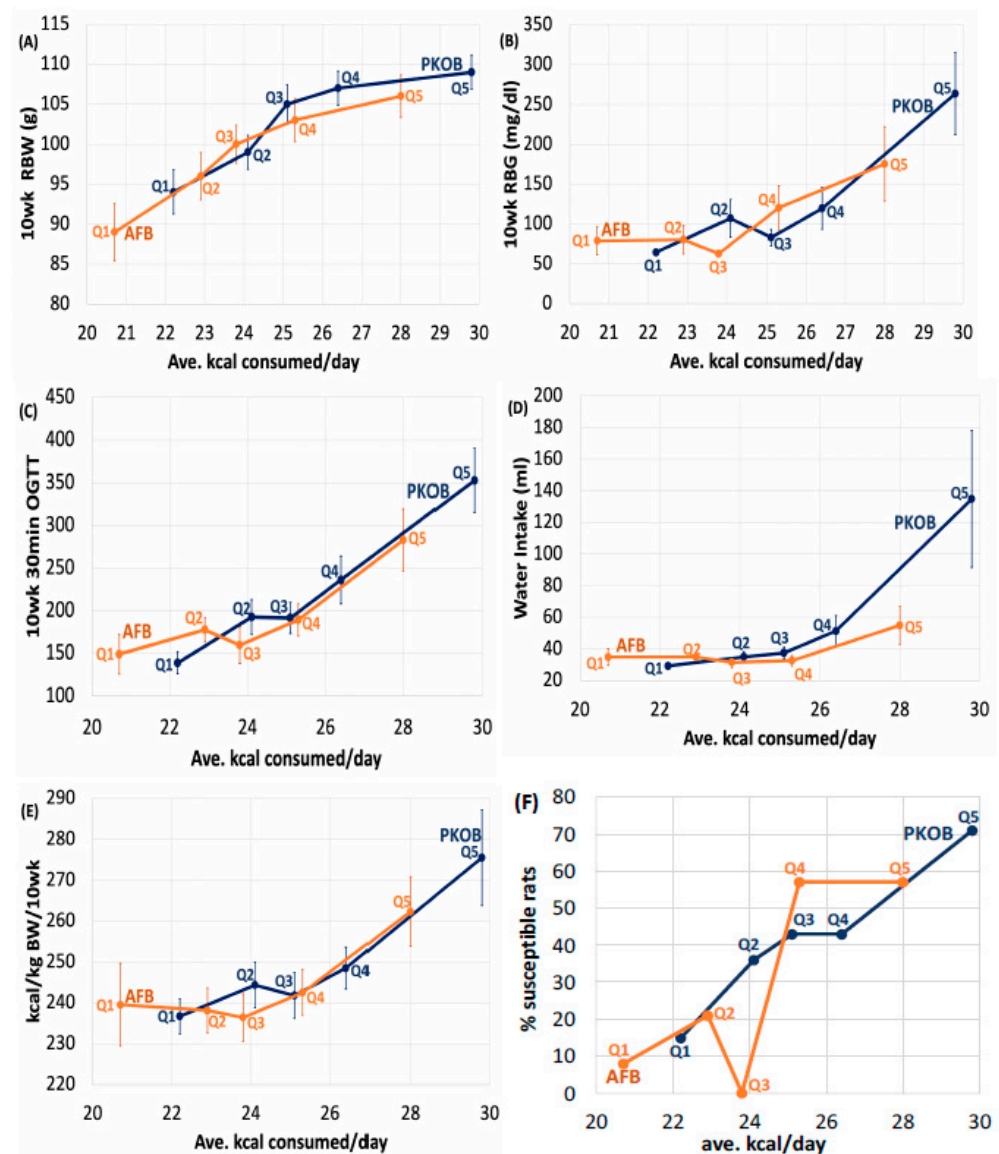 (A)
115
110
105
100
95
90
85
80
10wk RBW (g)
Q1
AFB
Q1
Q2
Q3
Q2
Q3
Q4
Q4
Q5
PKOB
Q5
20 21 22 23 24 25 26 27 28 29 30
Ave. kcal consumed/day
(B)
350
300
250
200
150
100
50
0
10wk RBG (mg/dl)
Q1
AFB
Q1
Q2
Q3
Q2
Q3
Q4
Q4
Q5
PKOB
Q5
20 21 22 23 24 25 26 27 28 29 30
Ave. kcal consumed/day
(C)
450
400
350
300
250
200
150
100
10wk 30min OGTT
Q1
AFB
Q1
Q2
Q3
Q2
Q3
Q4
Q4
Q5
PKOB
Q5
20 22 24 26 28 30
Ave. kcal consumed/day
(D)
200
180
160
140
120
100
80
60
40
20
Water Intake (ml)
Q1
AFB
Q1
Q2
Q3
Q2
Q3
Q4
Q4
Q5
PKOB
Q5
20 22 24 26 28 30
Ave. kcal consumed/day
(E)
290
280
270
260
250
240
230
220
kcal/kg BW/10wk
Q1
AFB
Q1
Q2
Q3
Q2
Q3
Q4
Q4
Q5
PKOB
Q5
20 22 24 26 28 30
Ave. kcal consumed/day
(F)
80
70
60
50
40
30
20
10
0
% susceptible rats
Q1
AFB
Q1
Q2
Q3
Q2
Q3
Q4
Q4
Q5
PKOB
Q5
20 22 24 26 28 30
ave. kcal/day